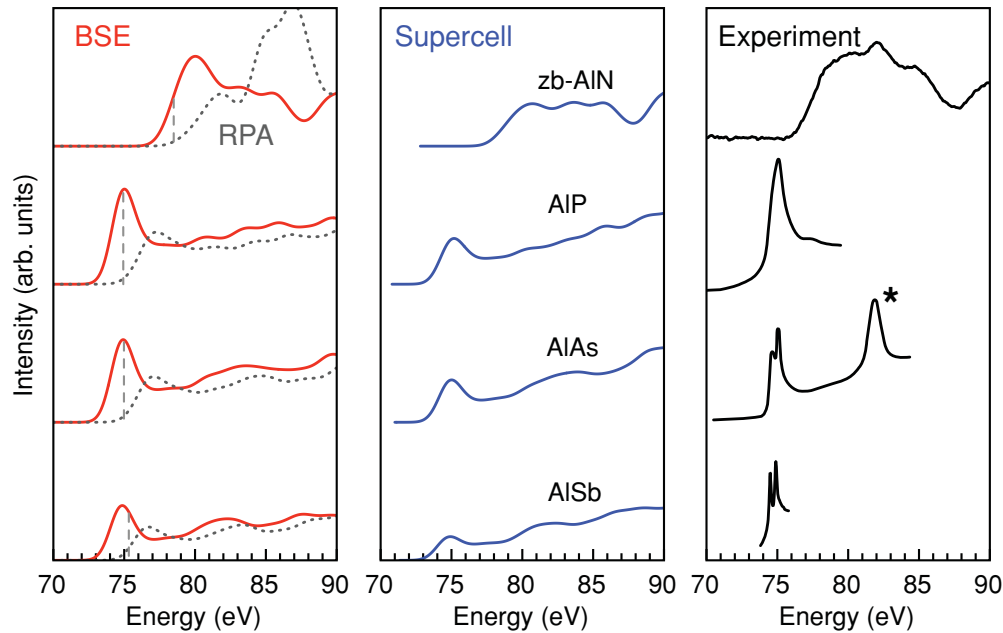 BSE
RPA
Supercell
zb-AlN
AlP
AlAs
AlSb
Experiment
*
Intensity (arb. units)
70 75 80 85 90
70 75 80 85 90
70 75 80 85 90
Energy (eV)
Energy (eV)
Energy (eV)